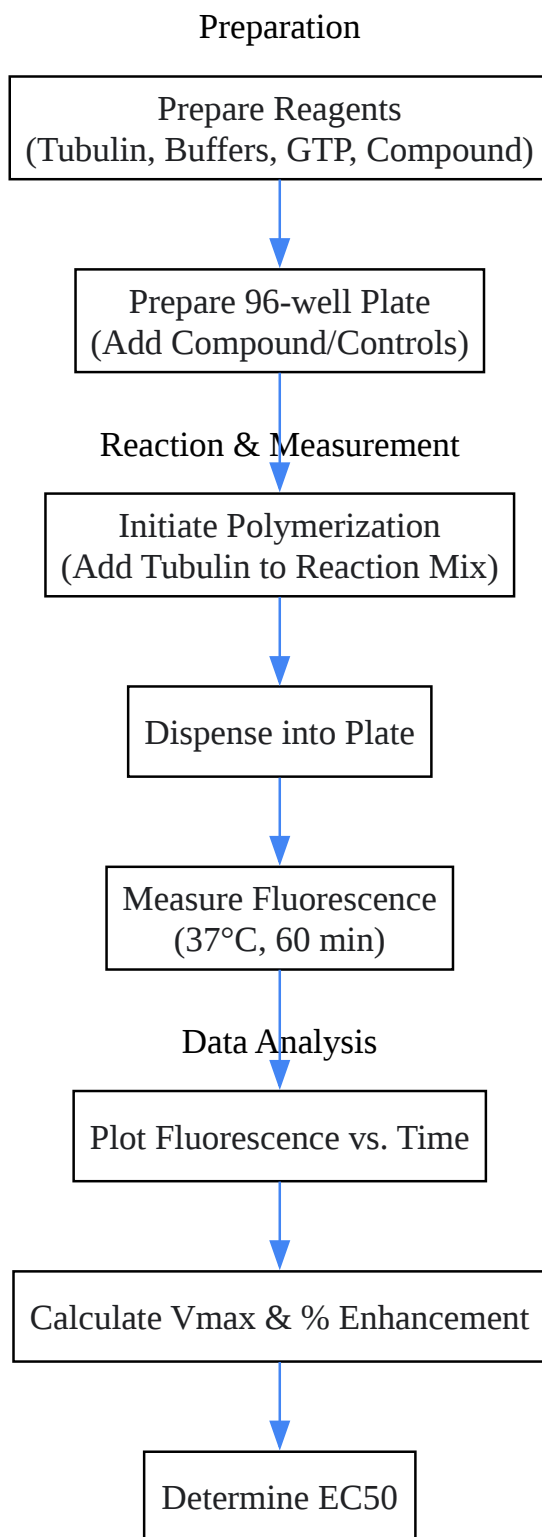 Preparation
Prepare Reagents
(Tubulin, Buffers, GTP, Compound)
Prepare 96-well Plate
(Add Compound/Controls)
Reaction & Measurement
Initiate Polymerization
(Add Tubulin to Reaction Mix)
Dispense into Plate
Measure Fluorescence
(37°C, 60 min)
Data Analysis
Plot Fluorescence vs. Time
Calculate Vmax & % Enhancement
Determine EC50